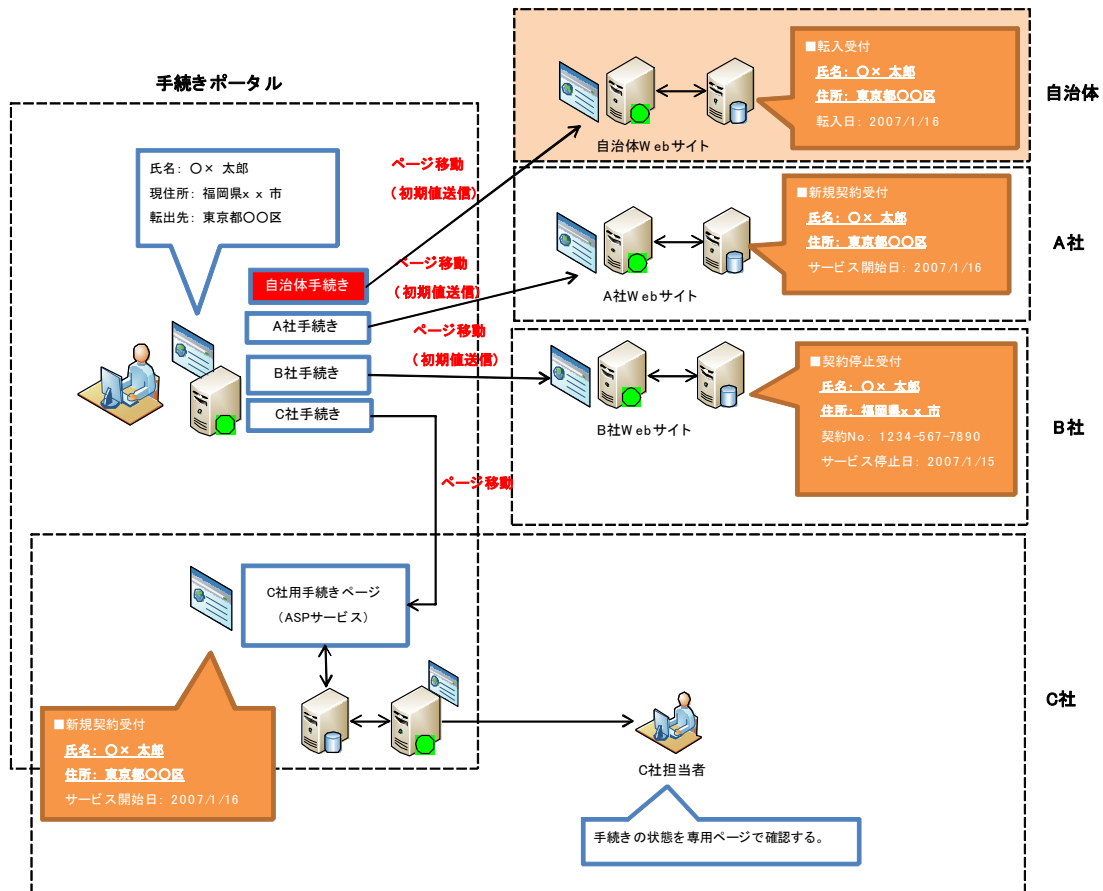 手続きポータル
氏名: 〇× 太郎
現住所: 福岡県x x 市
転出先: 東京都〇〇区
自治体手続き
A社手続き
B社手続き
C社手続き
ページ移動
（初期値送信）
ページ移動
（初期値送信）
ページ移動
（初期値送信）
ページ移動
自治体Webサイト
■転入受付
氏名: 〇× 太郎
住所: 東京都〇〇区
転入日: 2007/1/16
自治体
A社Webサイト
■新規契約受付
氏名: 〇× 太郎
住所: 東京都〇〇区
サービス開始日: 2007/1/16
A社
B社Webサイト
■契約停止受付
氏名: 〇× 太郎
住所: 福岡県x x 市
契約No: 1234-567-7890
サービス停止日: 2007/1/15
B社
C社用手続きページ
（ASPサービス）
■新規契約受付
氏名: 〇× 太郎
住所: 東京都〇〇区
サービス開始日: 2007/1/16
C社担当者
手続きの状態を専用ページで確認する。
C社